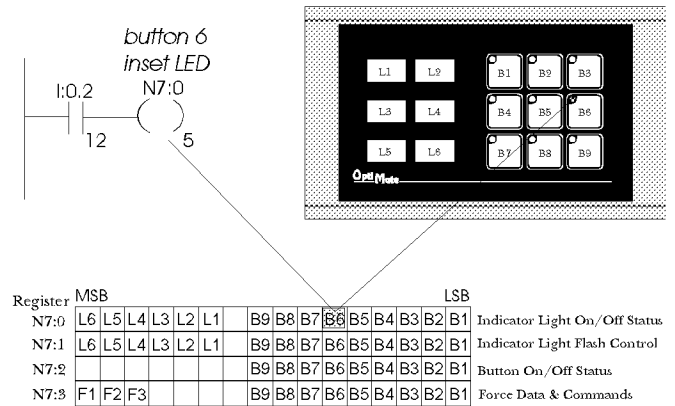 button 6
inset LED
I:0.2
N7:0
12
5
L1 L2 B1 B2 B3
L3 L4 B4 B5 B6
L5 L6 B7 B8 B9
Opti Mate
Register MSB LSB
N7:0 L6 L5 L4 L3 L2 L1 B9 B8 B7 B6 B5 B4 B3 B2 B1 Indicator Light On/Off Status
N7:1 L6 L5 L4 L3 L2 L1 B9 B8 B7 B6 B5 B4 B3 B2 B1 Indicator Light Flash Control
N7:2 B9 B8 B7 B6 B5 B4 B3 B2 B1 Button On/Off Status
N7:3 F1 F2 F3 B9 B8 B7 B6 B5 B4 B3 B2 B1 Force Data & Commands